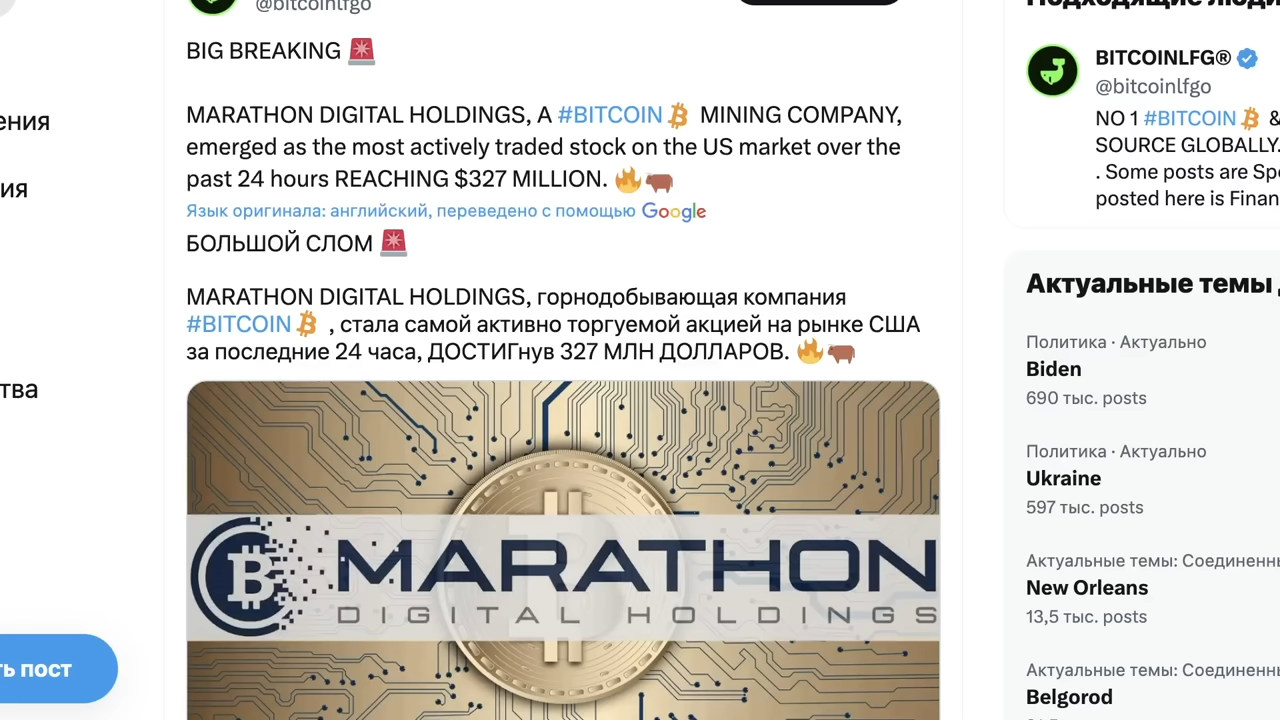 @bitcoinlfgo
BIG BREAKING 🚨
MARATHON DIGITAL HOLDINGS, A #BITCOIN MINING COMPANY,
emerged as the most actively traded stock on the US market over the
past 24 hours REACHING $327 MILLION. 🔥🐂
Язык оригинала: английский, переведено с помощью Google
БОЛЬШОЙ СЛОМ 🚨
MARATHON DIGITAL HOLDINGS, горнодобывающая компания
#BITCOIN , стала самой активно торгуемой акцией на рынке США
за последние 24 часа, ДОСТИГнув 327 МЛН ДОЛЛАРОВ. 🔥🐂
MARATHON
DIGITAL HOLDINGS
ения
ия
тва
ть пост
Подходящие люди
BITCOINLFG®
@bitcoinlfgo
NO 1 #BITCOIN &
SOURCE GLOBALLY.
. Some posts are Spo
posted here is Finan
Актуальные темы
Политика · Актуально
Biden
690 тыс. posts
Политика · Актуально
Ukraine
597 тыс. posts
Актуальные темы: Соединенны
New Orleans
13,5 тыс. posts
Актуальные темы: Соединенны
Belgorod